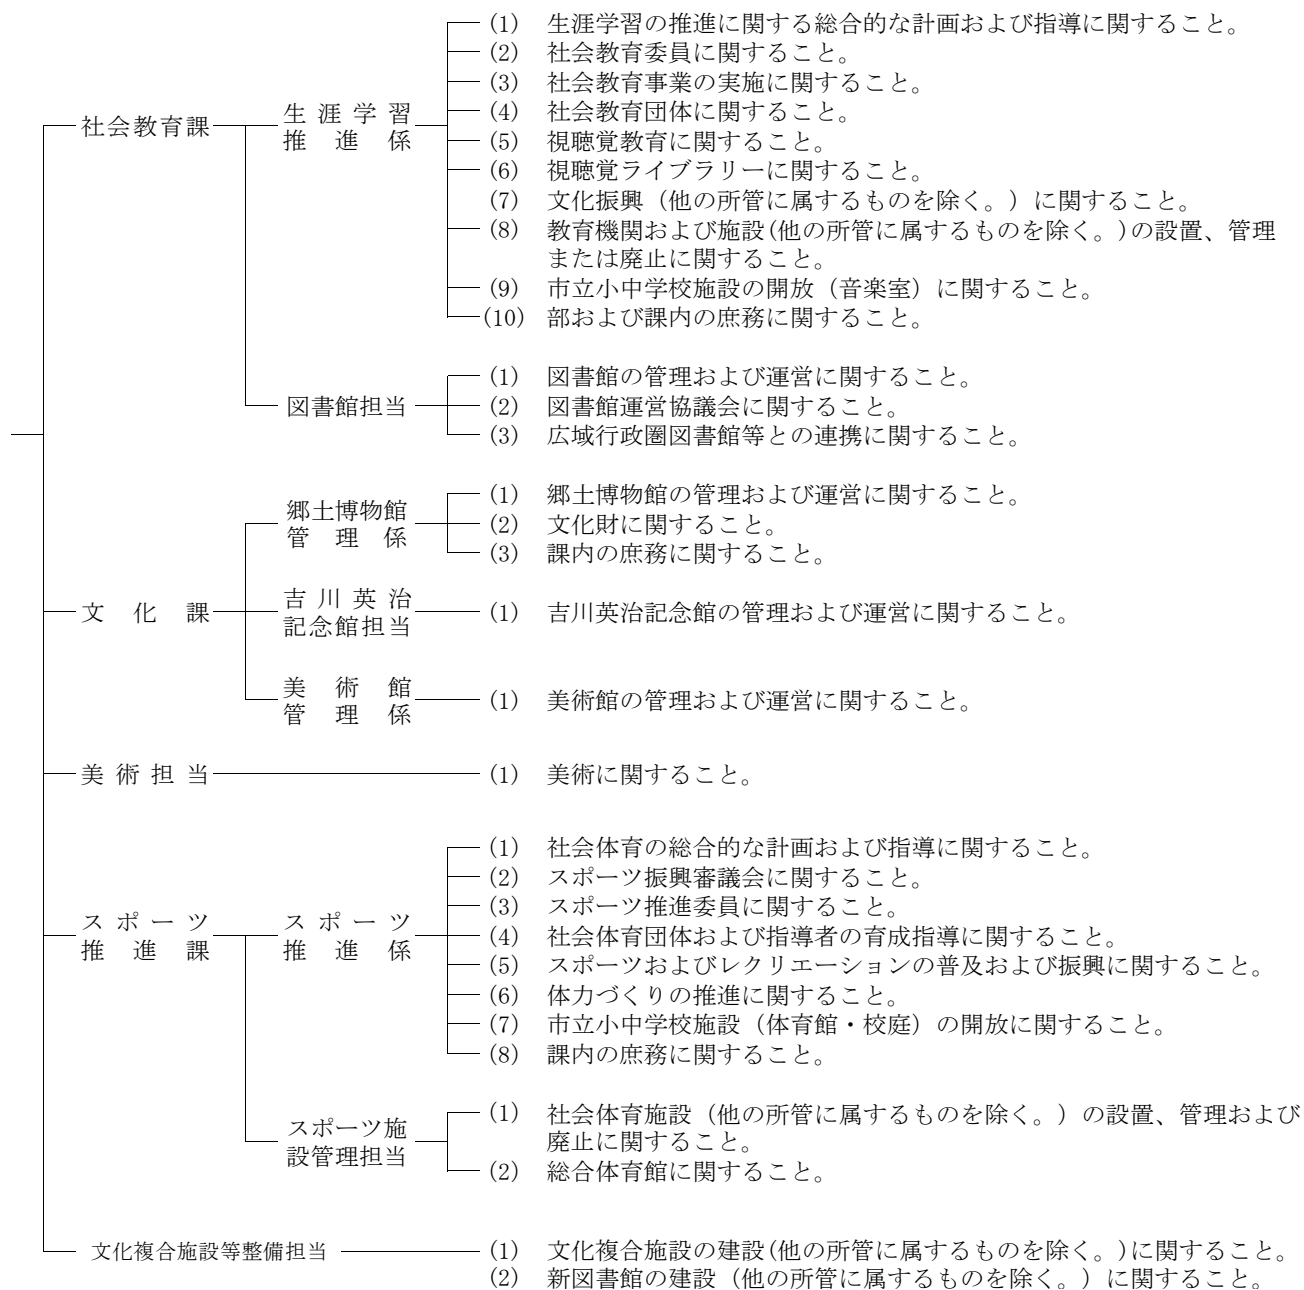 社会教育課
生涯学習
推進係
(1) 生涯学習の推進に関する総合的な計画および指導に関すること。
(2) 社会教育委員に関すること。
(3) 社会教育事業の実施に関すること。
(4) 社会教育団体に関すること。
(5) 視聴覚教育に関すること。
(6) 視聴覚ライブラリーに関すること。
(7) 文化振興（他の所管に属するものを除く。）に関すること。
(8) 教育機関および施設(他の所管に属するものを除く。)の設置、管理
または廃止に関すること。
(9) 市立小中学校施設の開放（音楽室）に関すること。
(10) 部および課内の庶務に関すること。
図書館担当
(1) 図書館の管理および運営に関すること。
(2) 図書館運営協議会に関すること。
(3) 広域行政圏図書館等との連携に関すること。
文化課
郷土博物館
管理係
(1) 郷土博物館の管理および運営に関すること。
(2) 文化財に関すること。
(3) 課内の庶務に関すること。
吉川英治
記念館担当
(1) 吉川英治記念館の管理および運営に関すること。
美術館
管理係
(1) 美術館の管理および運営に関すること。
美術担当
(1) 美術に関すること。
スポーツ
推進課
スポーツ
推進係
(1) 社会体育の総合的な計画および指導に関すること。
(2) スポーツ振興審議会に関すること。
(3) スポーツ推進委員に関すること。
(4) 社会体育団体および指導者の育成指導に関すること。
(5) スポーツおよびレクリエーションの普及および振興に関すること。
(6) 体力づくりの推進に関すること。
(7) 市立小中学校施設（体育館・校庭）の開放に関すること。
(8) 課内の庶務に関すること。
スポーツ施
設管理担当
(1) 社会体育施設（他の所管に属するものを除く。）の設置、管理および
廃止に関すること。
(2) 総合体育館に関すること。
文化複合施設等整備担当
(1) 文化複合施設の建設(他の所管に属するものを除く。)に関すること。
(2) 新図書館の建設（他の所管に属するものを除く。）に関すること。